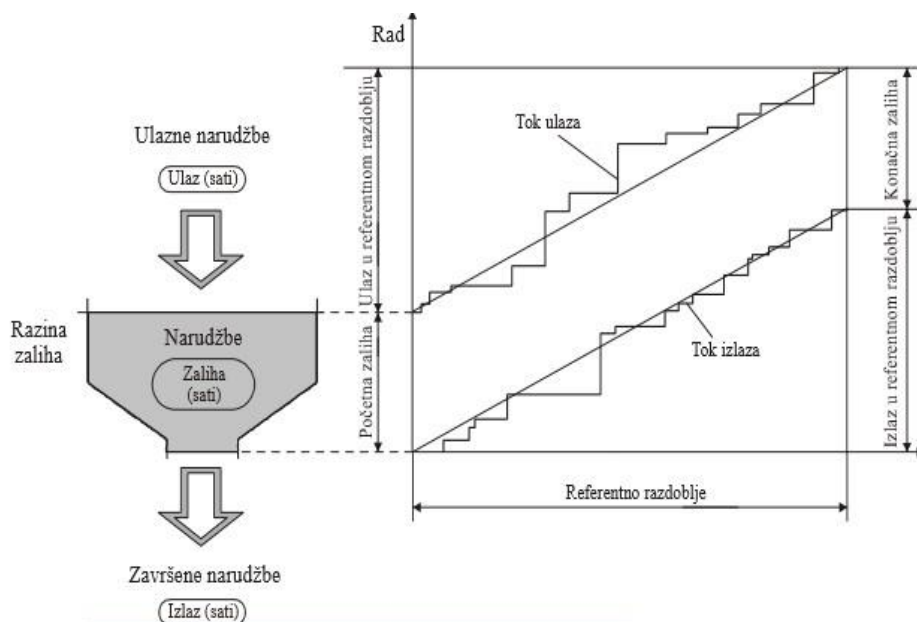 Rad
Ulazne narudžbe
Ulaz (sati)
Razina
zaliha
Narudžbe
Zaliha
(sati)
Završene narudžbe
Izlaz (sati)
Ulaz u referentnom razdoblju
Početna zaliha
Tok ulaza
Tok izlaza
Konačna zaliha
Izlaz u referentnom razdoblju
Referentno razdoblje